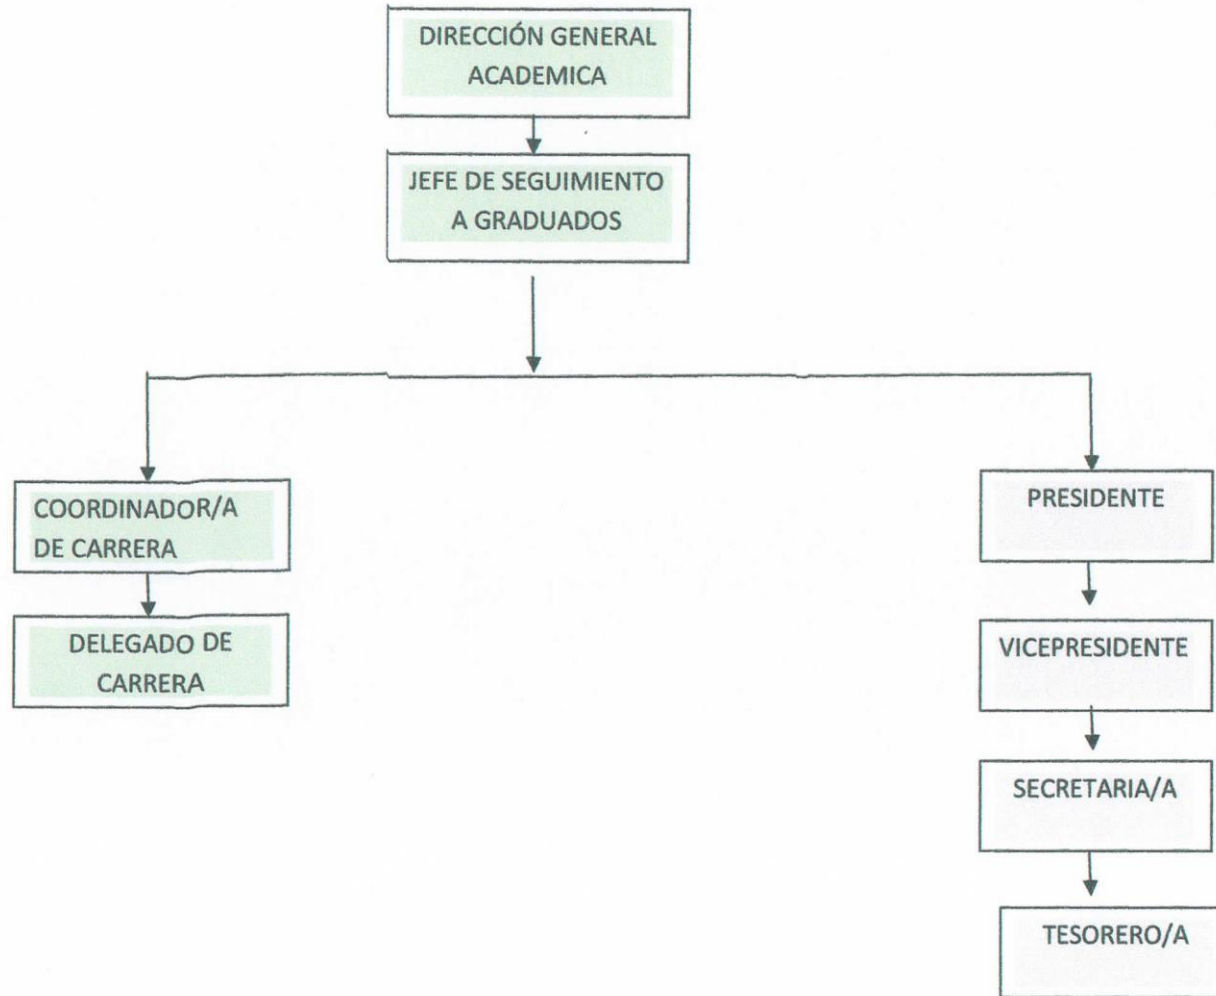 DIRECCIÓN GENERAL
ACADEMICA
JEFE DE SEGUIMIENTO
A GRADUADOS
COORDINADOR/A
DE CARRERA
DELEGADO DE
CARRERA
PRESIDENTE
VICEPRESIDENTE
SECRETARIA/A
TESORERO/A